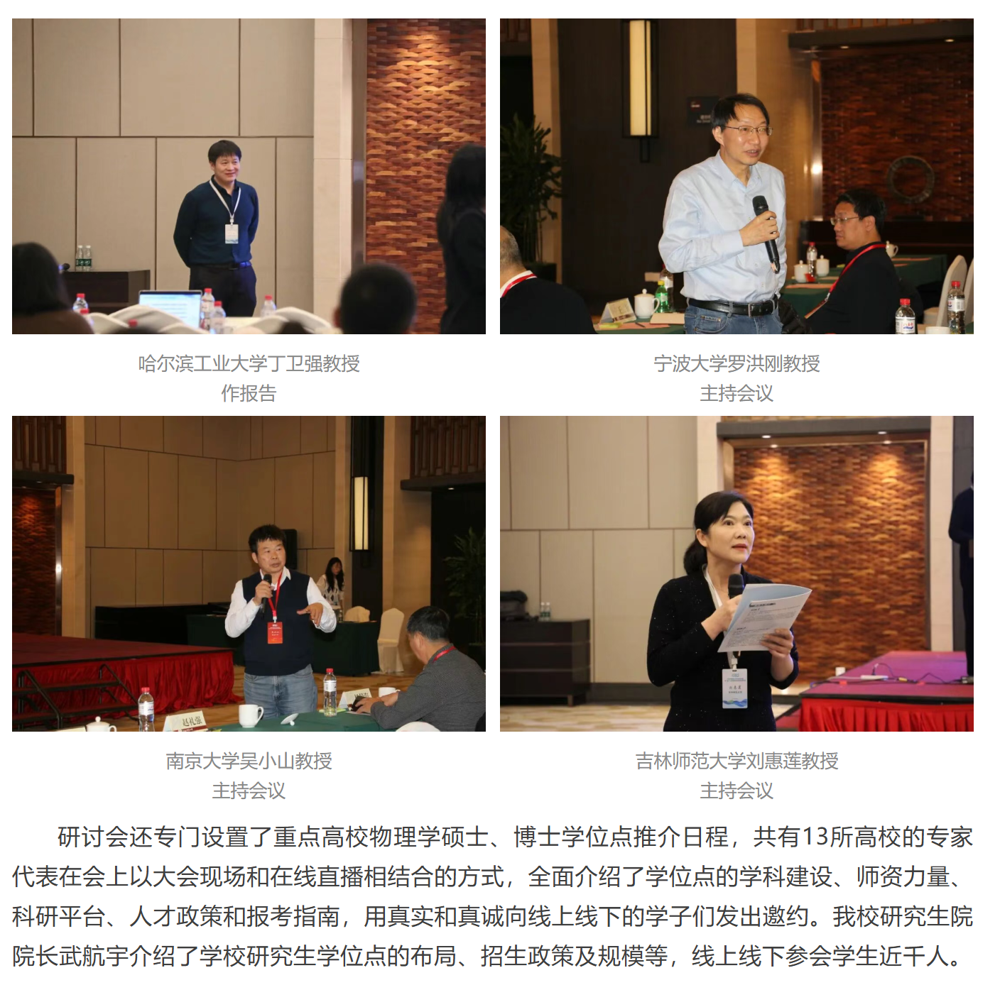 哈尔滨工业大学丁卫强教授
作报告
宁波大学罗洪刚教授
主持会议
赵礼强
南京大学吴小山教授
主持会议
吉林师范大学刘惠莲教授
主持会议
研讨会还专门设置了重点高校物理学硕士、博士学位点推介日程，共有13所高校的专家
代表在会上以大会现场和在线直播相结合的方式，全面介绍了学位点的学科建设、师资力量、
科研平台、人才政策和报考指南，用真实和真诚向线上线下的学子们发出邀约。我校研究生院
院长武航宇介绍了学校研究生学位点的布局、招生政策及规模等，线上线下参会学生近千人。